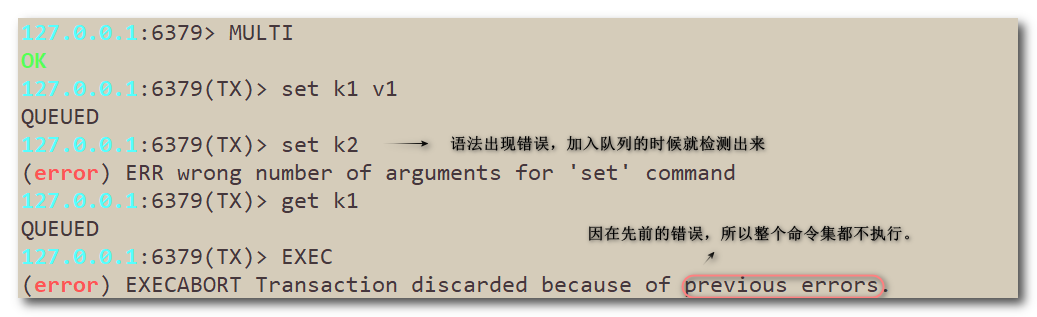 127.0.0.1:6379> MULTI
OK
127.0.0.1:6379(TX)> set k1 v1
QUEUED
127.0.0.1:6379(TX)> set k2 语法出现错误，加入队列的时候就检测出来
(error) ERR wrong number of arguments for 'set' command
127.0.0.1:6379(TX)> get k1
QUEUED
因在先前的错误，所以整个命令集都不执行。
127.0.0.1:6379(TX)> EXEC
(error) EXECABORT Transaction discarded because of previous errors.